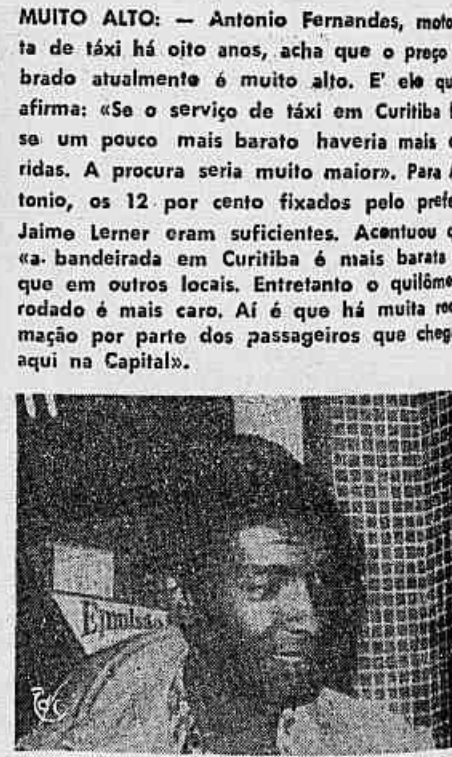 MUITO ALTO: — Antonio Fernandes, moto
ta de táxi há oito anos, acha que o preço
brado atualmente é muito alto. E' ele qu
afirma: «Se o serviço de táxi em Curitiba f
se um pouco mais barato haveria mais c
ridas. A procura seria muito maior». Para A
tonio, os 12 por cento fixados pelo prefe
Jaime Lerner eram suficientes. Acentuou q
«a bandeirada em Curitiba é mais barata
que em outros locais. Entretanto o quilôme
rodado é mais caro. Aí é que há muita rec
mação por parte dos passageiros que cheg
aqui na Capital».